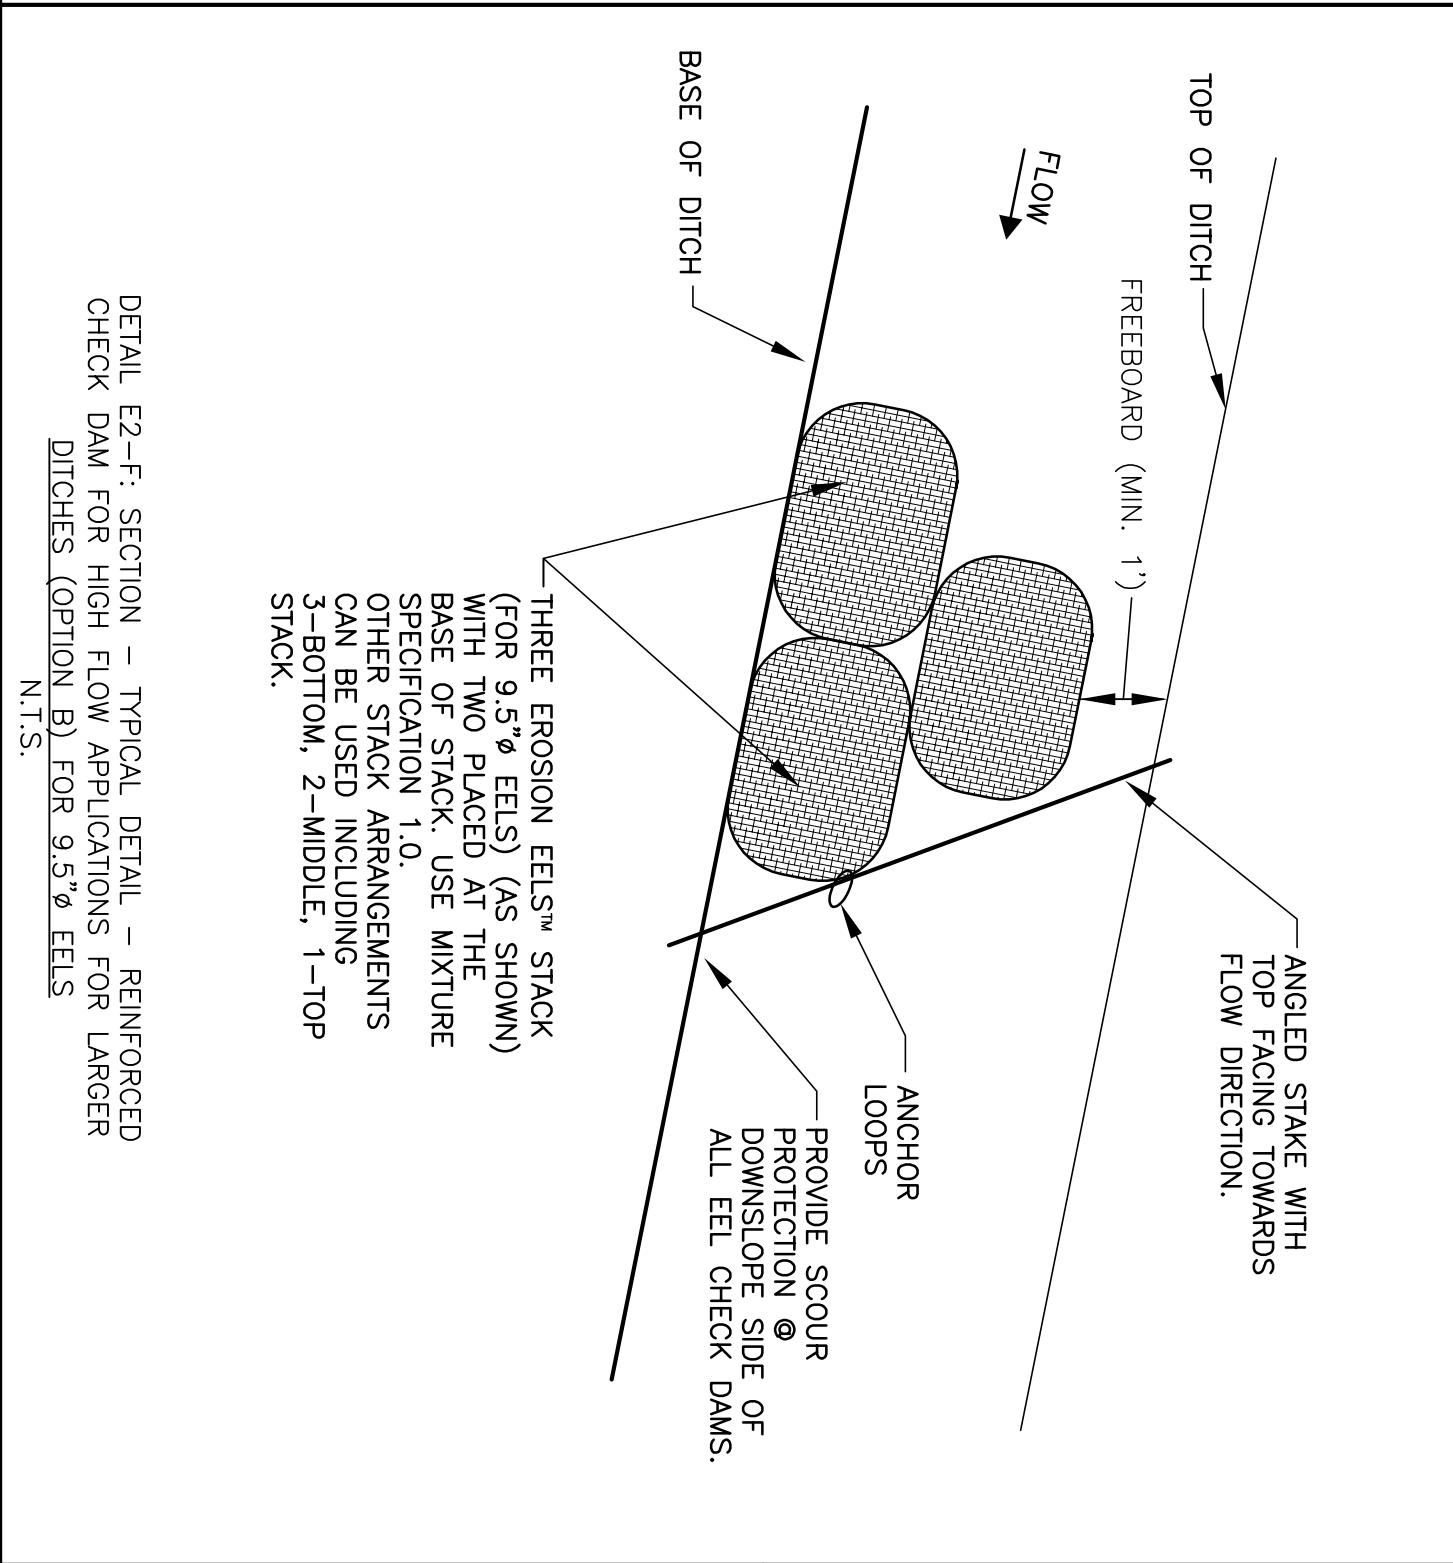 TOP OF DITCH
FREEBOARD (MIN. 1')
FLOW
BASE OF DITCH
ANGLED STAKE WITH
TOP FACING TOWARDS
FLOW DIRECTION.
ANCHOR
LOOPS
PROVIDE SCOUR
PROTECTION @
DOWNSLOPE SIDE OF
ALL EEL CHECK DAMS.
THREE EROSION EELS™ STACK
(FOR 9.5"ø EELS) (AS SHOWN)
WITH TWO PLACED AT THE
BASE OF STACK. USE MIXTURE
SPECIFICATION 1.0.
OTHER STACK ARRANGEMENTS
CAN BE USED INCLUDING
3-BOTTOM, 2-MIDDLE, 1-TOP
STACK.
DETAIL E2-F: SECTION - TYPICAL DETAIL - REINFORCED
CHECK DAM FOR HIGH FLOW APPLICATIONS FOR LARGER
DITCHES (OPTION B) FOR 9.5"ø EELS
N.T.S.